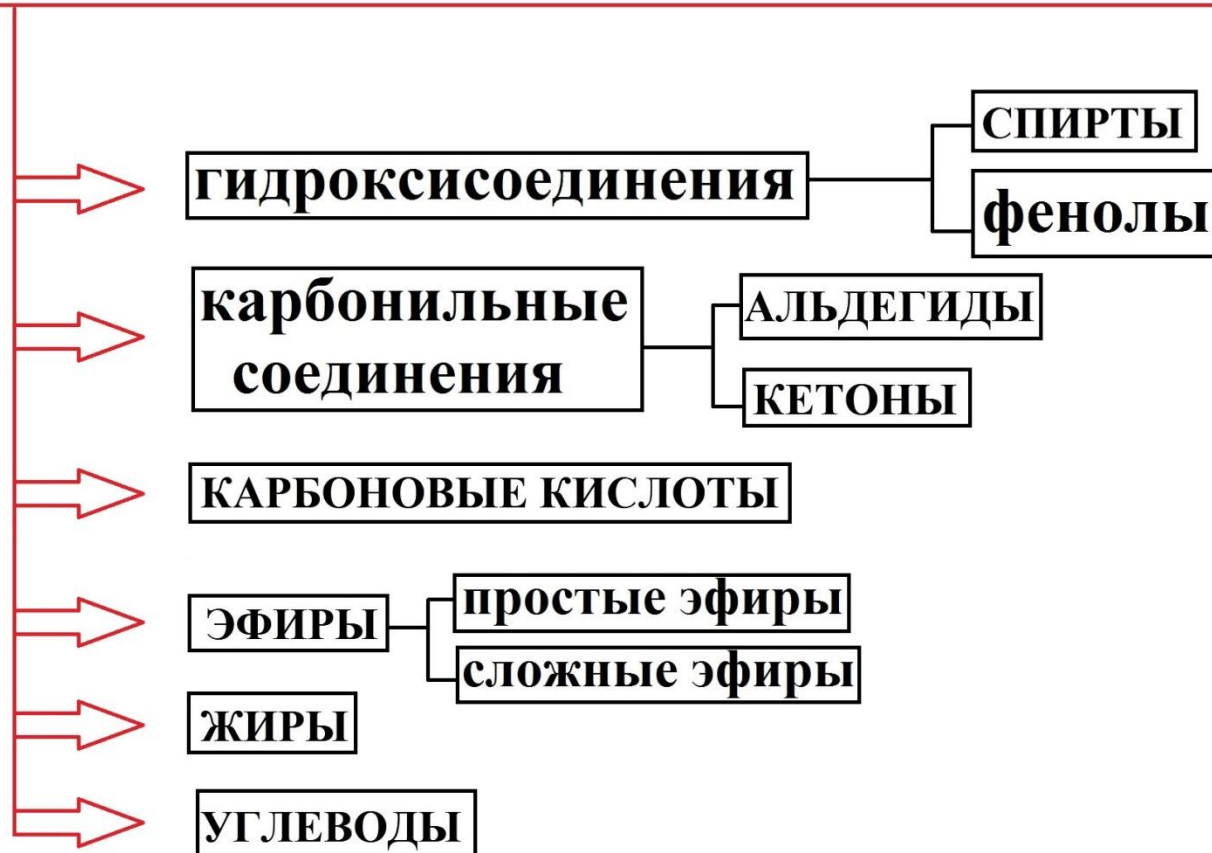 СПИРТЫ
гидроксисоединения
фенолы
карбонильные
соединения
АЛЬДЕГИДЫ
КЕТОНЫ
КАРБОНОВЫЕ КИСЛОТЫ
ЭФИРЫ
простые эфиры
сложные эфиры
ЖИРЫ
УГЛЕВОДЫ